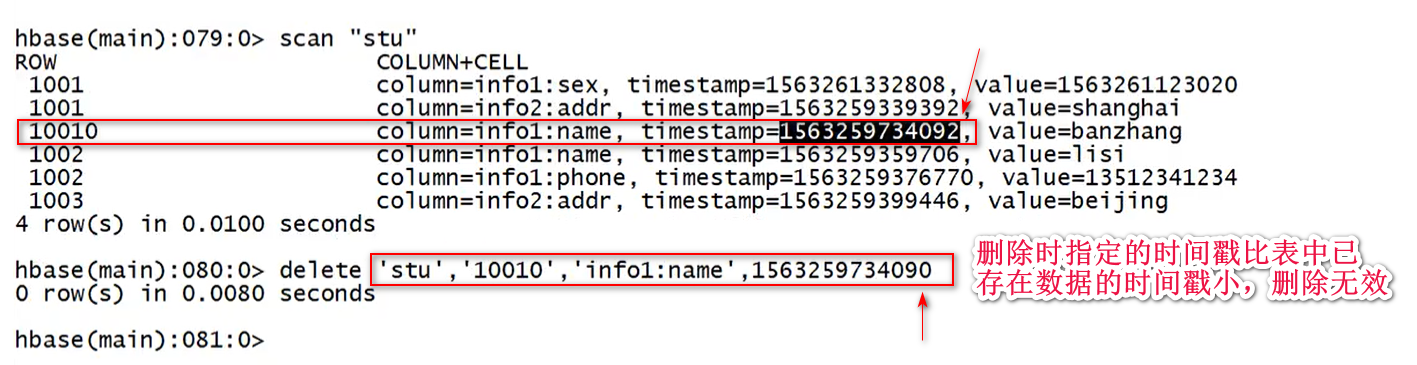 hbase(main):079:0> scan "stu"
ROW COLUMN+CELL
1001 column=info1:sex, timestamp=1563261332808, value=1563261123020
1001 column=info2:addr, timestamp=1563259339392, value=shanghai
10010 column=info1:name, timestamp=1563259734092, value=banzhang
1002 column=info1:name, timestamp=1563259359706, value=lisi
1002 column=info1:phone, timestamp=1563259376770, value=13512341234
1003 column=info2:addr, timestamp=1563259399446, value=beijing
4 row(s) in 0.0100 seconds
hbase(main):080:0> delete 'stu','10010','info1:name',1563259734090
0 row(s) in 0.0080 seconds
hbase(main):081:0>
删除时指定的时间戳比表中已
存在数据的时间戳小，删除无效